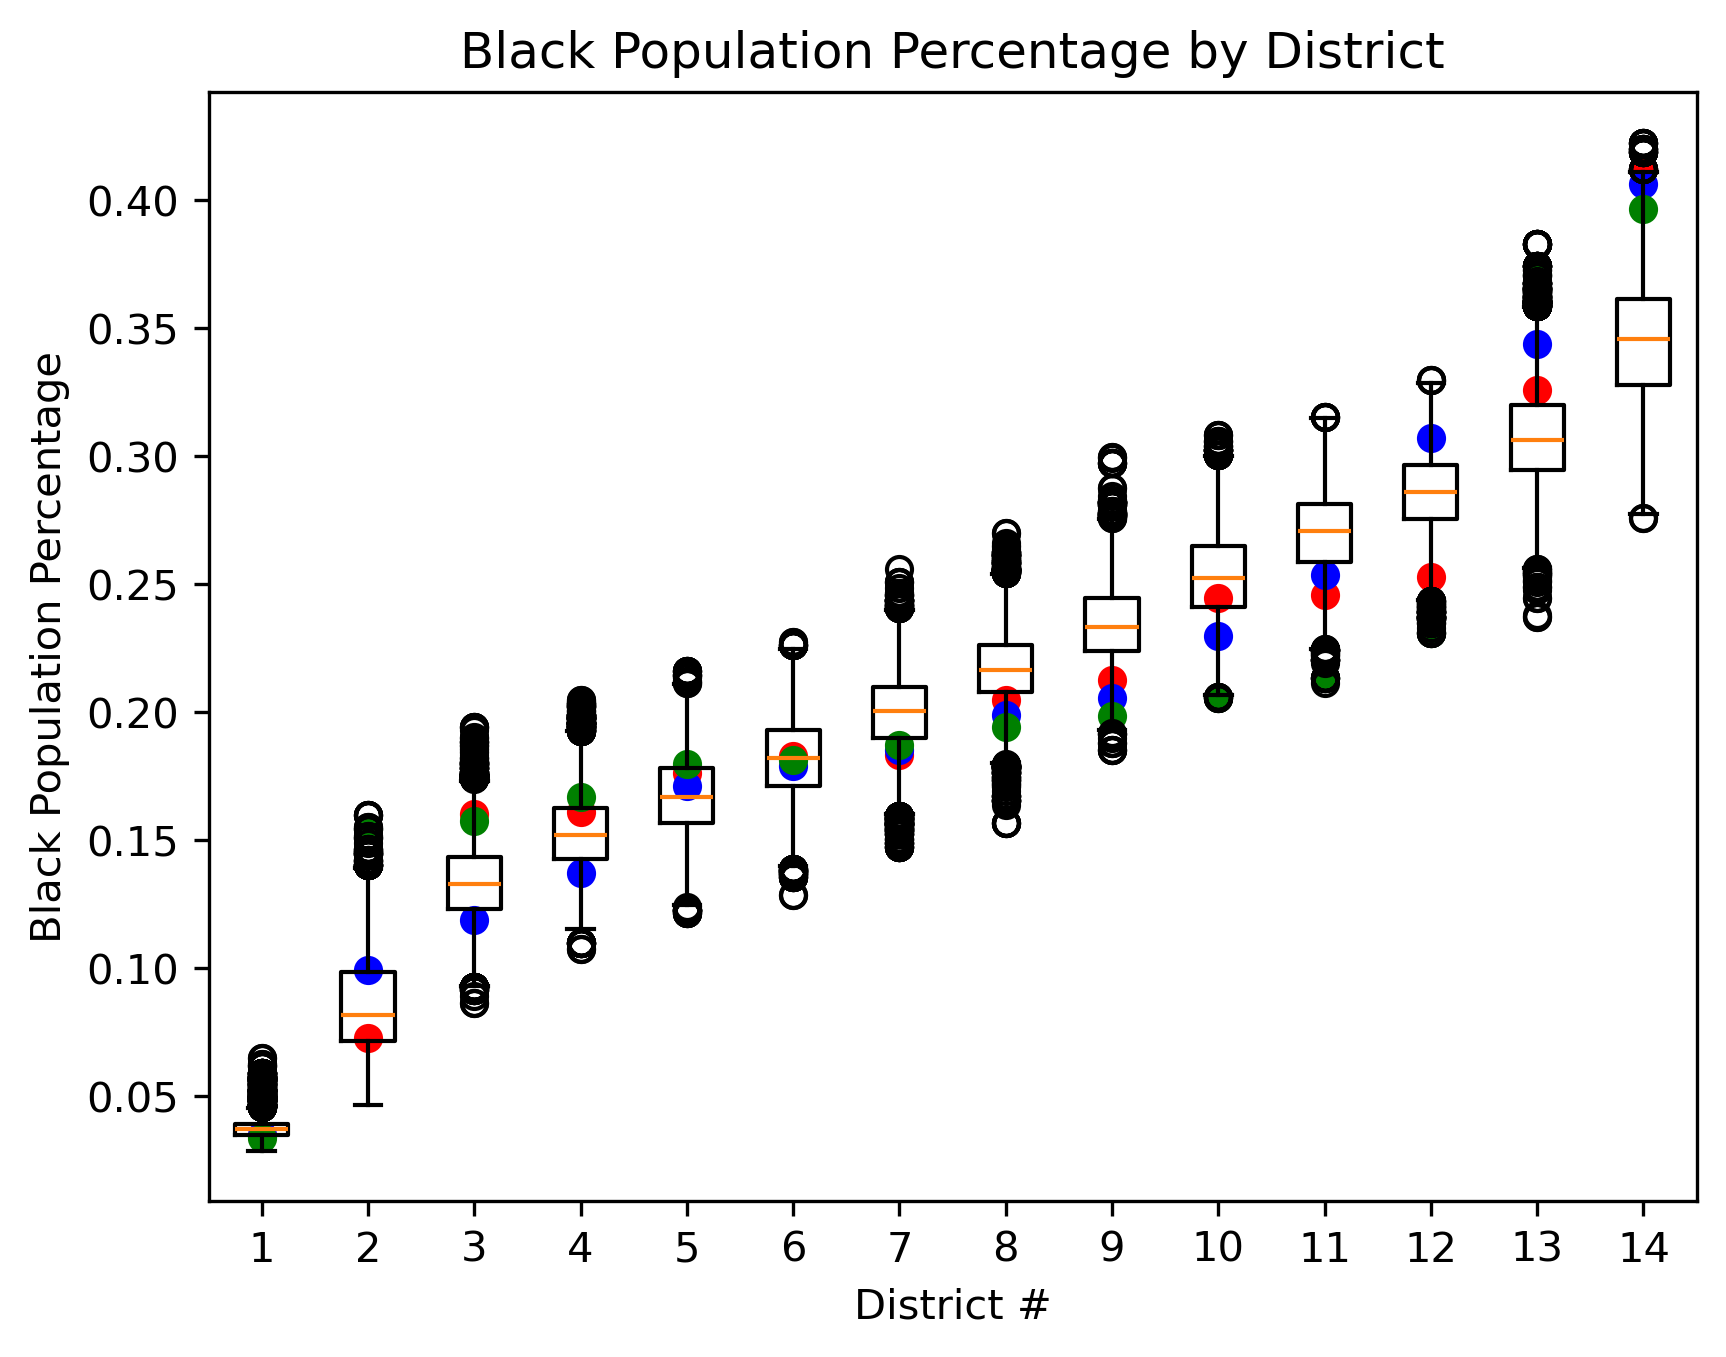 Black Population Percentage by District
Black Population Percentage
0.40
0.35
0.30
0.25
0.20
0.15
0.10
0.05
1 2 3 4 5 6 7 8 9 10 11 12 13 14
District #